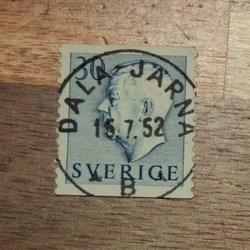 30
DALA-JÄRNA
15.7.52
SVERIGE
B